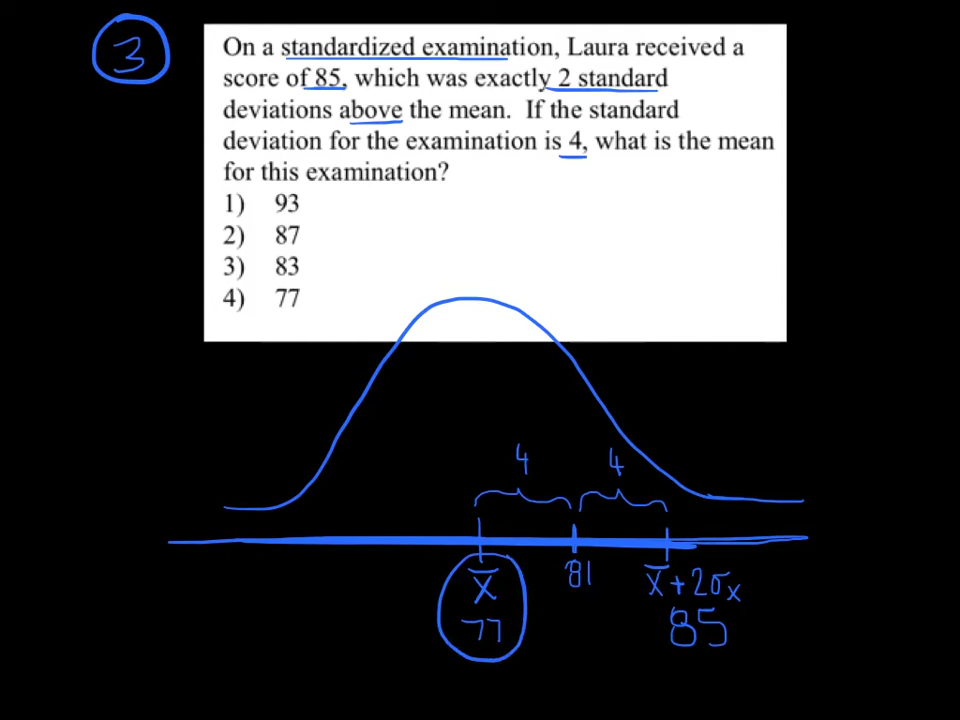 3
On a standardized examination, Laura received a
score of 85, which was exactly 2 standard
deviations above the mean.  If the standard
deviation for the examination is 4, what is the mean
for this examination?
1) 93
2) 87
3) 83
4) 77
4 4
x̄ 81 x̄+2σx
77 85